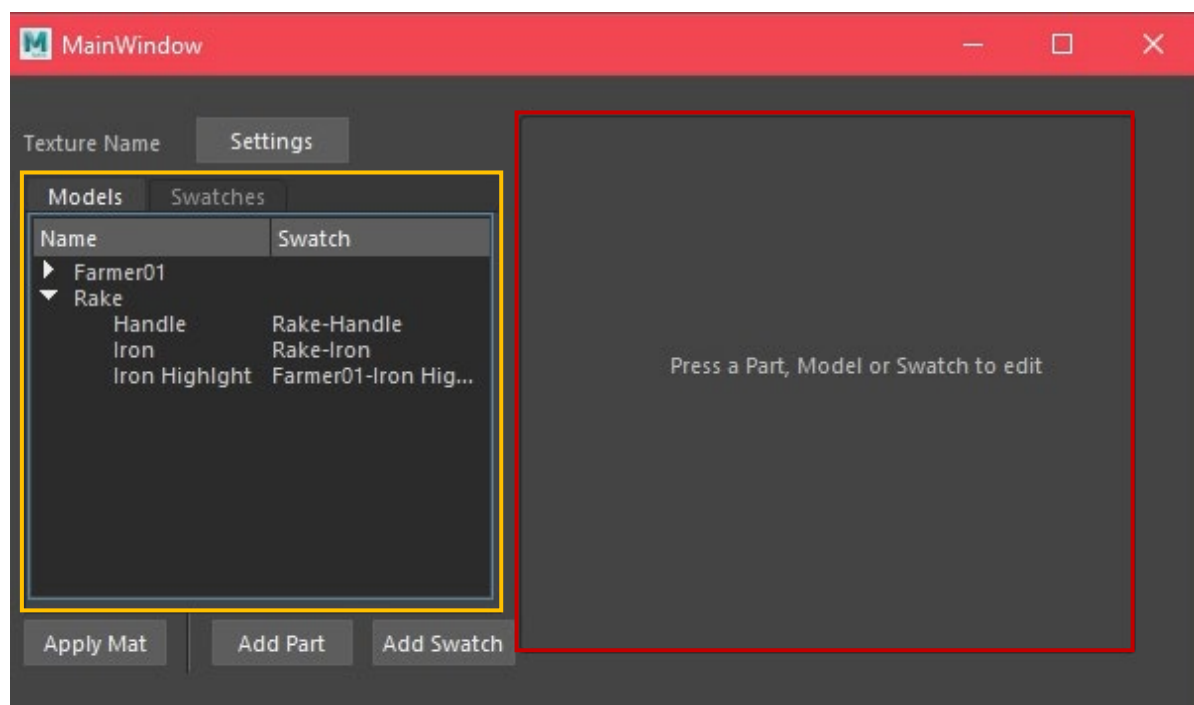 MainWindow
Texture Name Settings
Models Swatches
Name Swatch
Farmer01
Rake
Handle Rake-Handle
Iron Rake-Iron
Iron HighIght Farmer01-Iron Hig...
Press a Part, Model or Swatch to edit
Apply Mat Add Part Add Swatch